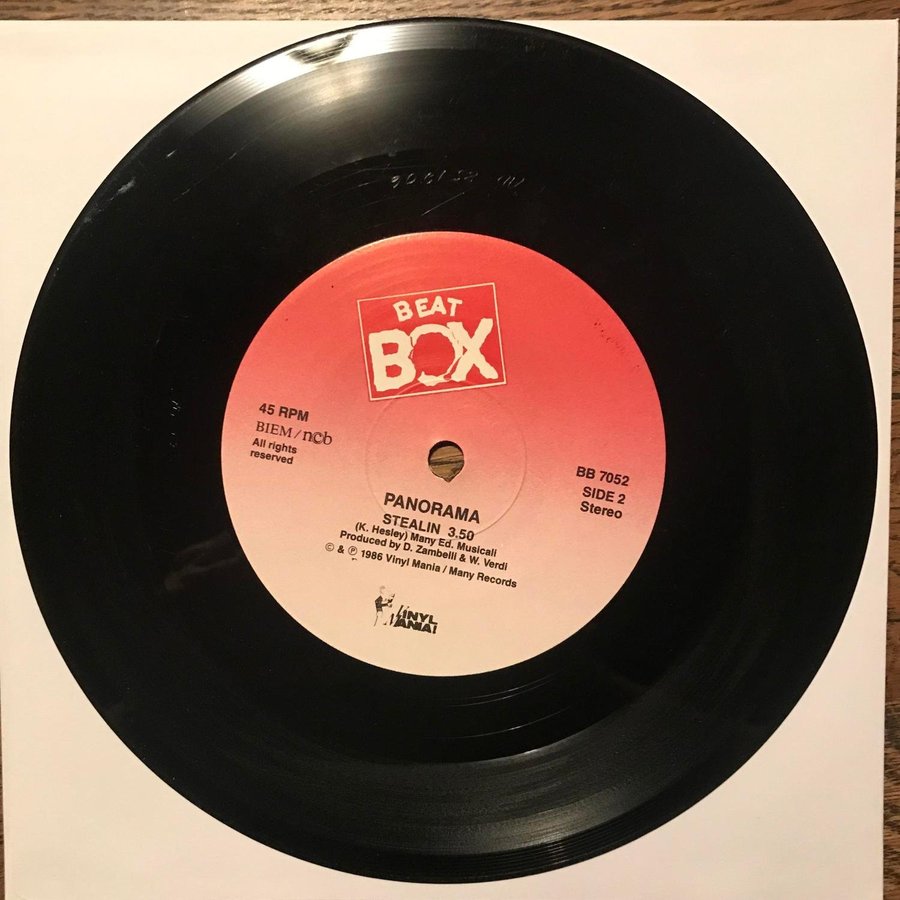 BEAT
BOX
45 RPM
BIEM/ncb
All rights
reserved
BB 7052
SIDE 2
Stereo
PANORAMA
STEALIN 3.50
(K. Hesley) Many Ed. Musicali
Produced by D. Zambelli & W. Verdi
© & ℗ 1986 Vinyl Mania / Many Records
VINYL
MANIA!